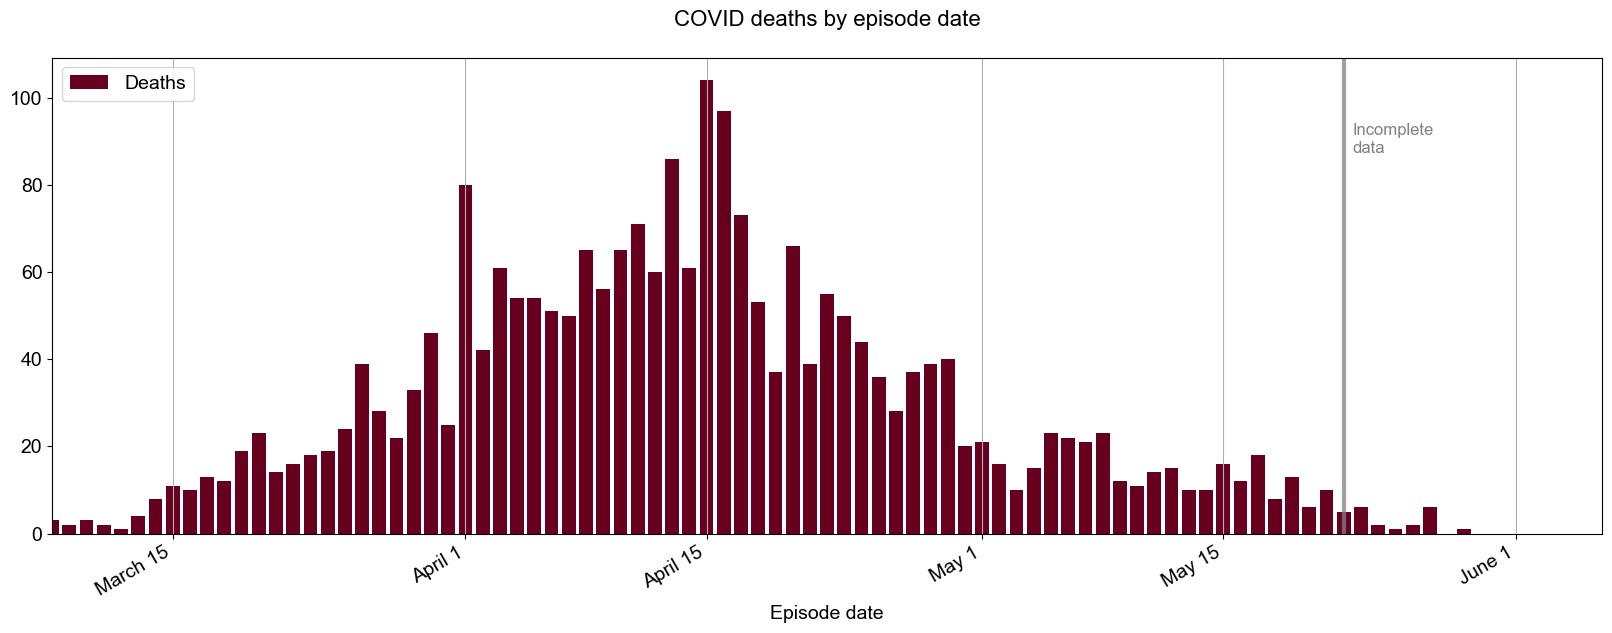 COVID deaths by episode date
Deaths
100
80
60
40
20
0
Incomplete
data
March 15
April 1
April 15
May 1
May 15
June 1
Episode date